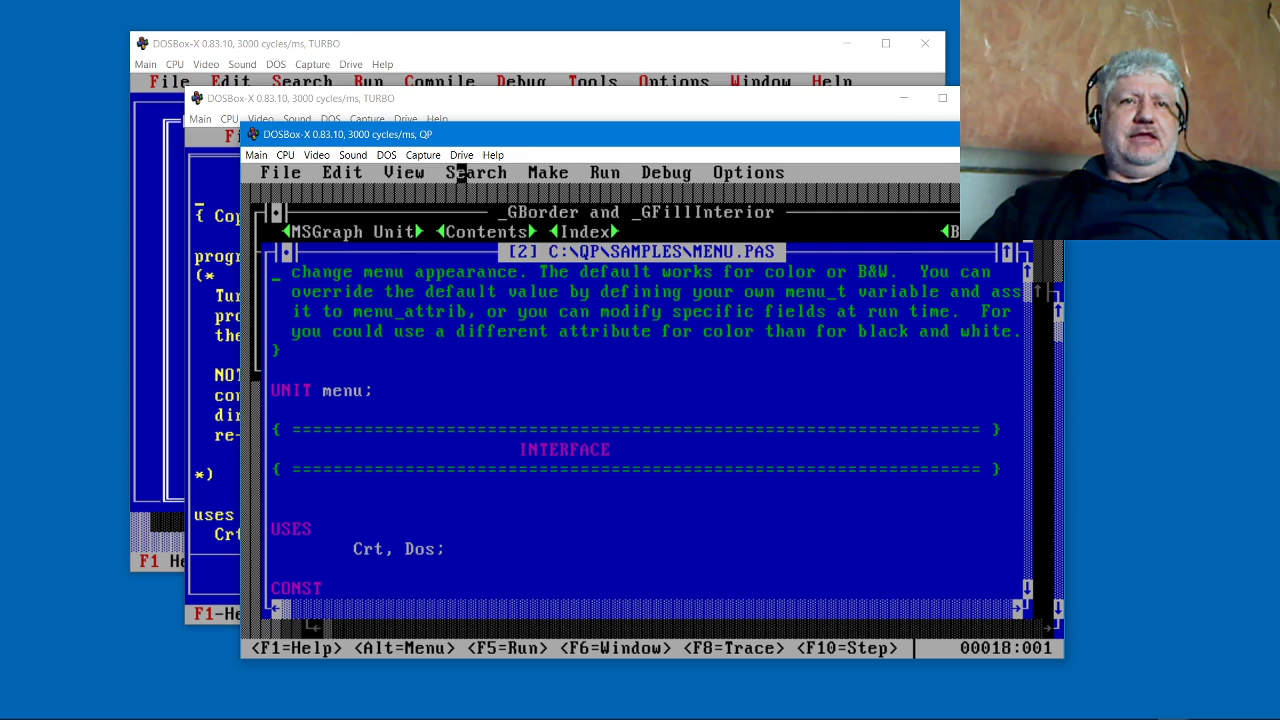 DOSBox-X 0.83.10, 3000 cycles/ms, TURBO
Main CPU Video Sound DOS Capture Drive Help
File Edit Search Run Compile Debug Tools Options Window Help
DOSBox-X 0.83.10, 3000 cycles/ms, TURBO
Main CPU Video Sound DOS Capture Drive Help
DOSBox-X 0.83.10, 3000 cycles/ms, QP
Main CPU Video Sound DOS Capture Drive Help
File Edit View Search Make Run Debug Options
_GBorder and _GFillInterior
◄MSGraph Unit► ◄Contents► ◄Index► ◄B
[2] C:\QP\SAMPLES\MENU.PAS
change menu appearance. The default works for color or B&W. You can
override the default value by defining your own menu_t variable and ass
it to menu_attrib, or you can modify specific fields at run time. For
you could use a different attribute for color than for black and white.
}
UNIT menu;
{ =================================================================== }
INTERFACE
{ =================================================================== }
USES
Crt, Dos;
CONST
<F1=Help> <Alt=Menu> <F5=Run> <F6=Window> <F8=Trace> <F10=Step> 00018:001
{ Cop
progr
(*
Tur
pro
the
NOT
con
dir
re-
*)
uses
Crt
F1 He
F1-He